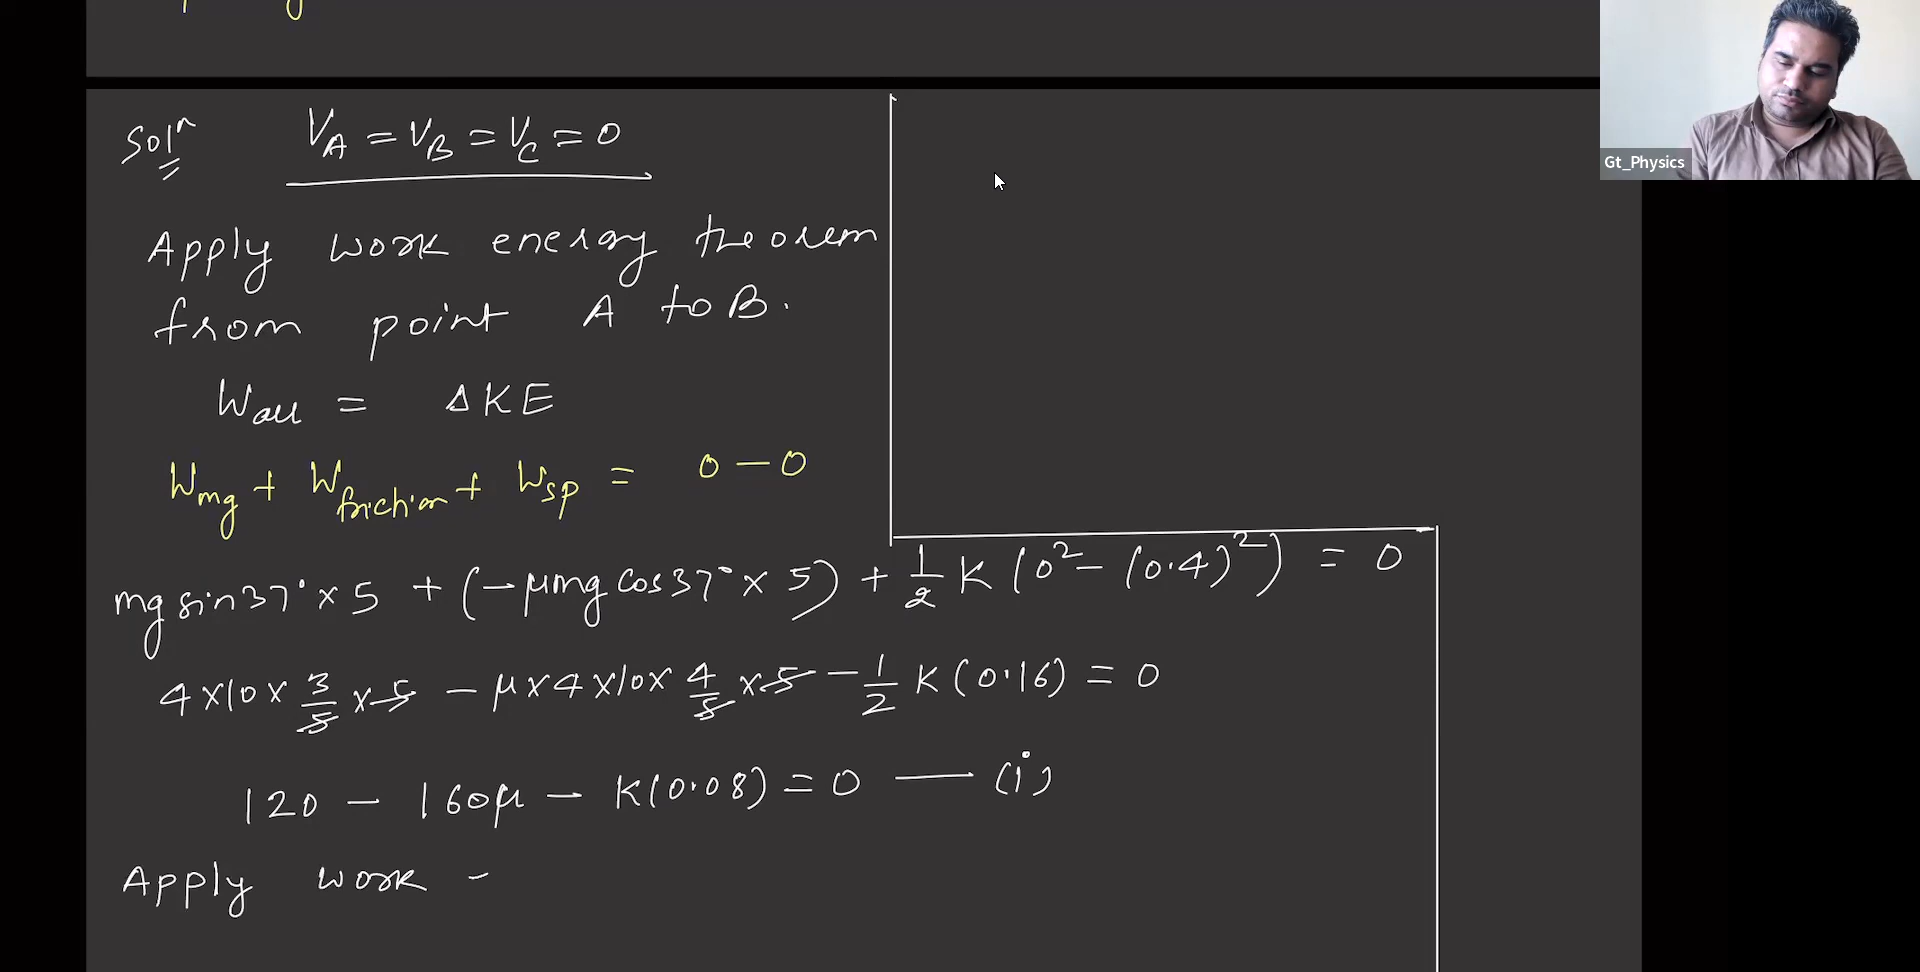 Gt_Physics
Solⁿ V_A = V_B = V_C = 0
Apply work energy theorem
from point A to B.
W_all = ΔKE
W_mg + W_friction + W_sp = 0 - 0
mg sin37° × 5 + (-μmg cos37° × 5) + 1/2 K (0² - (0.4)²) = 0
4 × 10 × 3/5 × 5 - μ × 4 × 10 × 4/5 × 5 - 1/2 K (0.16) = 0
120 - 160μ - K(0.08) = 0 — (i)
Apply work -